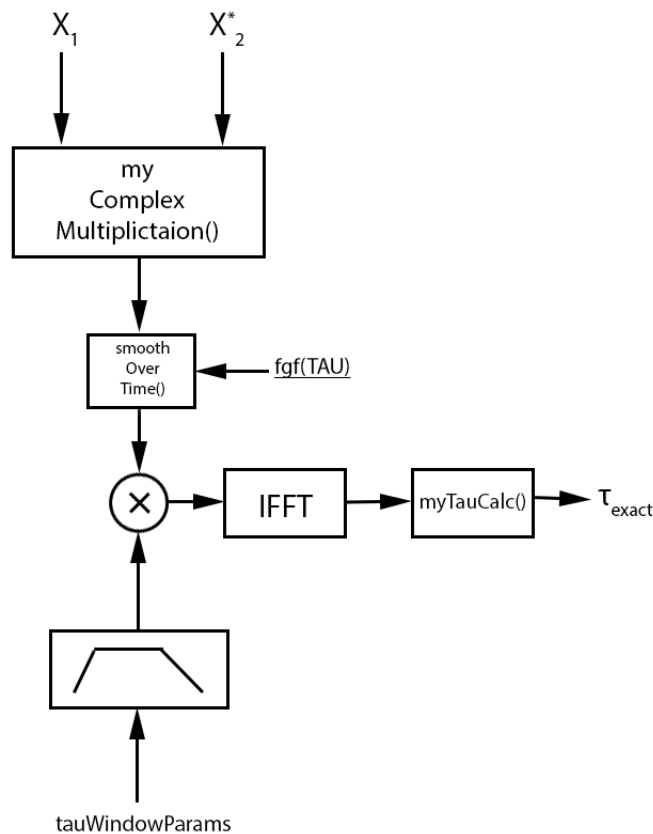 X₁ X*₂
my
Complex
Multiplictaion()
smooth
Over
Time()
fgf(TAU)
× IFFT myTauCalc() τexact
tauWindowParams